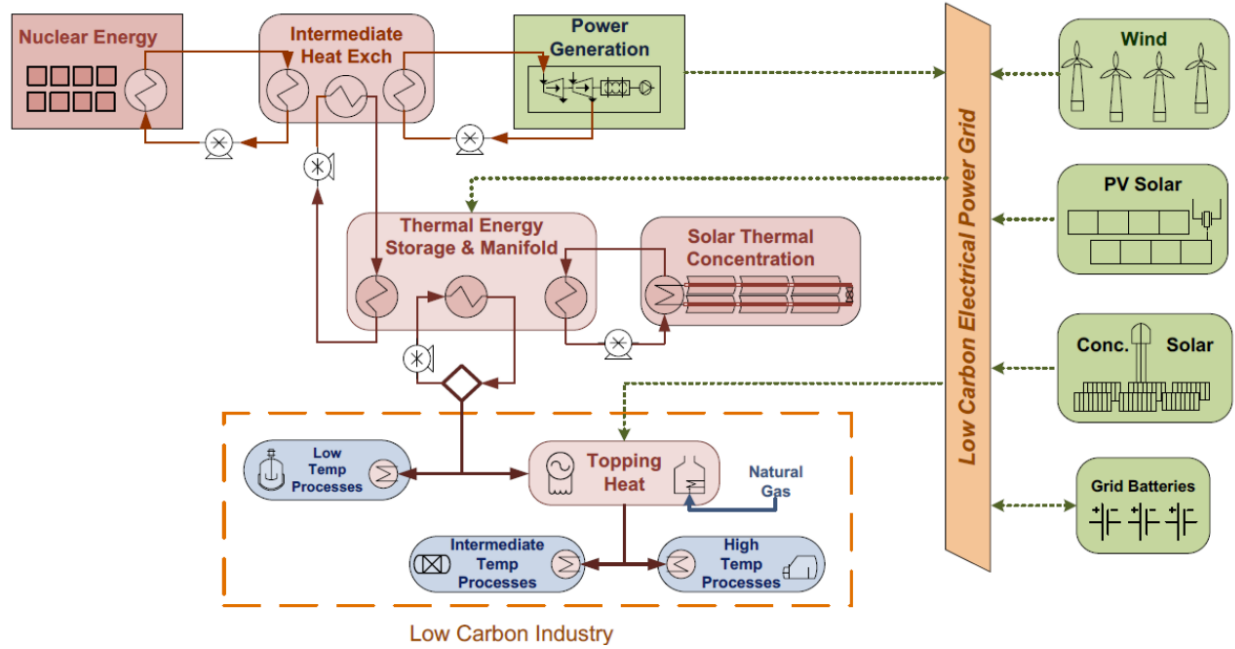 Nuclear Energy
Intermediate
Heat Exch
Power
Generation
Wind
PV Solar
Thermal Energy
Storage & Manifold
Solar Thermal
Concentration
Low Carbon Electrical Power Grid
Conc. Solar
Low
Temp
Processes
Topping
Heat
Natural
Gas
Grid Batteries
Intermediate
Temp
Processes
High
Temp
Processes
Low Carbon Industry